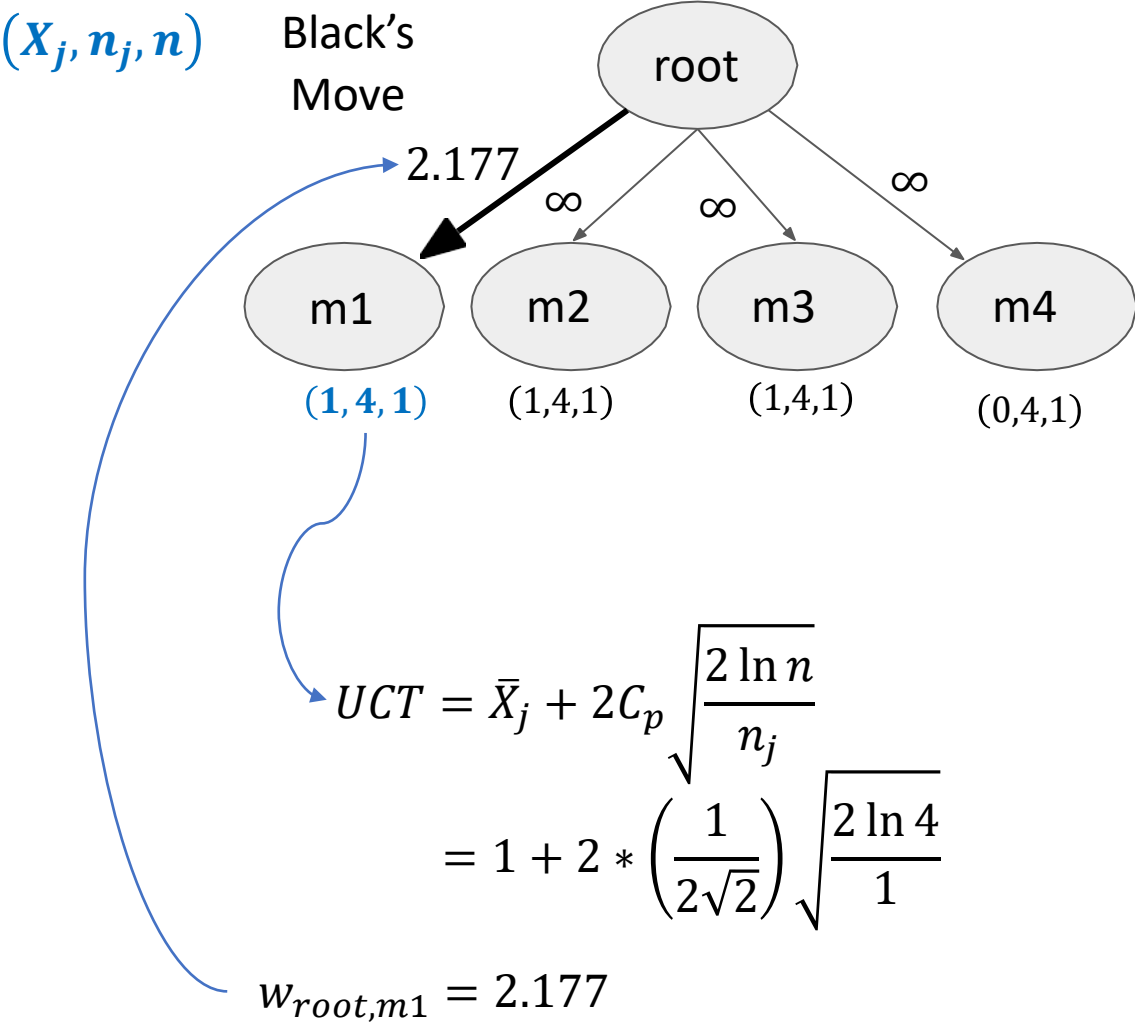 (X_j, n_j, n)
Black's
Move
root
2.177
∞
∞
∞
m1
m2
m3
m4
(1, 4, 1)
(1,4,1)
(1,4,1)
(0,4,1)
UCT = X̄_j + 2C_p √(2 ln n / n_j)
= 1 + 2 * (1 / 2√2) √(2 ln 4 / 1)
w_{root,m1} = 2.177